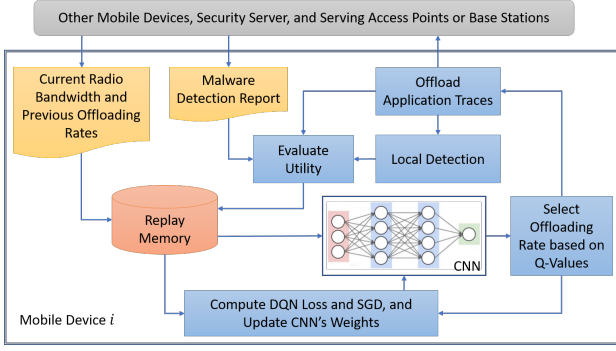 Other Mobile Devices, Security Server, and Serving Access Points or Base Stations
Current Radio
Bandwidth and
Previous Offloading
Rates
Malware
Detection Report
Offload
Application Traces
Evaluate
Utility
Local Detection
Replay
Memory
CNN
Select
Offloading
Rate based on
Q-Values
Compute DQN Loss and SGD, and
Update CNN's Weights
Mobile Device i